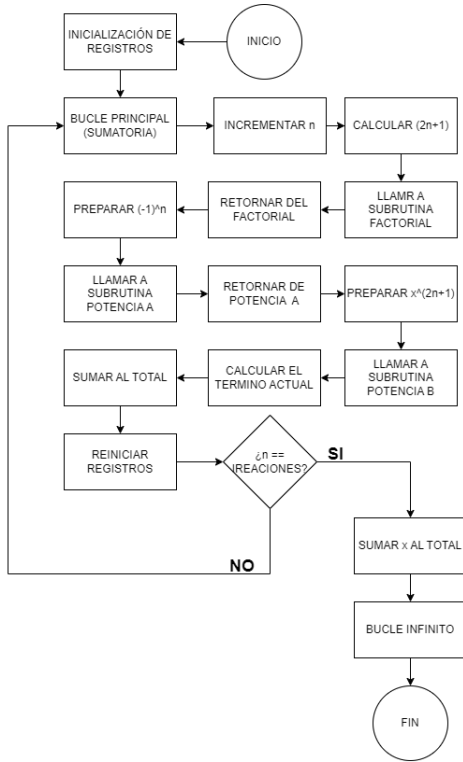 INICIO
INICIALIZACIÓN DE
REGISTROS
BUCLE PRINCIPAL
(SUMATORIA)
INCREMENTAR n
CALCULAR (2n+1)
LLAMR A
SUBRUTINA
FACTORIAL
RETORNAR DEL
FACTORIAL
PREPARAR (-1)^n
LLAMAR A
SUBRUTINA
POTENCIA A
RETORNAR DE
POTENCIA A
PREPARAR x^(2n+1)
LLAMAR A
SUBRUTINA
POTENCIA B
CALCULAR EL
TERMINO ACTUAL
SUMAR AL TOTAL
REINICIAR
REGISTROS
¿n ==
IREACIONES?
SI
NO
SUMAR x AL TOTAL
BUCLE INFINITO
FIN